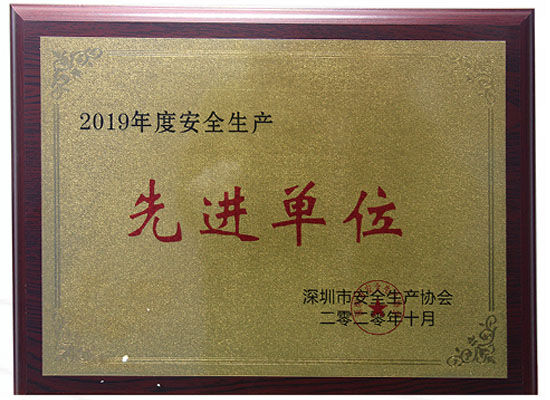 2019年度安全生产
先进单位
深圳市安全生产协会
二零二零年十月